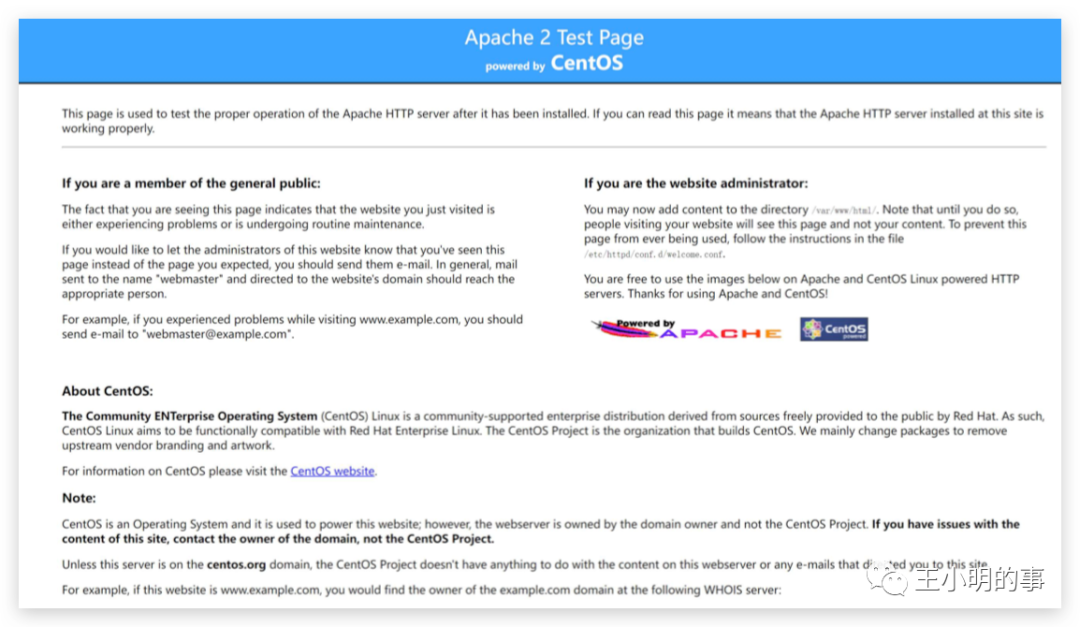 Apache 2 Test Page
powered by CentOS
This page is used to test the proper operation of the Apache HTTP server after it has been installed. If you can read this page it means that the Apache HTTP server installed at this site is
working properly.
If you are a member of the general public:
The fact that you are seeing this page indicates that the website you just visited is
either experiencing problems or is undergoing routine maintenance.
If you would like to let the administrators of this website know that you've seen this
page instead of the page you expected, you should send them e-mail. In general, mail
sent to the name "webmaster" and directed to the website's domain should reach the
appropriate person.
For example, if you experienced problems while visiting www.example.com, you should
send e-mail to "webmaster@example.com".
If you are the website administrator:
You may now add content to the directory /var/www/html/. Note that until you do so,
people visiting your website will see this page and not your content. To prevent this
page from ever being used, follow the instructions in the file
/etc/httpd/conf.d/welcome.conf.
You are free to use the images below on Apache and CentOS Linux powered HTTP
servers. Thanks for using Apache and CentOS!
Powered by
APACHE
CentOS
powered
About CentOS:
The Community ENTerprise Operating System (CentOS) Linux is a community-supported enterprise distribution derived from sources freely provided to the public by Red Hat. As such,
CentOS Linux aims to be functionally compatible with Red Hat Enterprise Linux. The CentOS Project is the organization that builds CentOS. We mainly change packages to remove
upstream vendor branding and artwork.
For information on CentOS please visit the CentOS website.
Note:
CentOS is an Operating System and it is used to power this website; however, the webserver is owned by the domain owner and not the CentOS Project. If you have issues with the
content of this site, contact the owner of the domain, not the CentOS Project.
Unless this server is on the centos.org domain, the CentOS Project doesn't have anything to do with the content on this webserver or any e-mails that directed you to this site.
For example, if this website is www.example.com, you would find the owner of the example.com domain at the following WHOIS server:
王小明的事